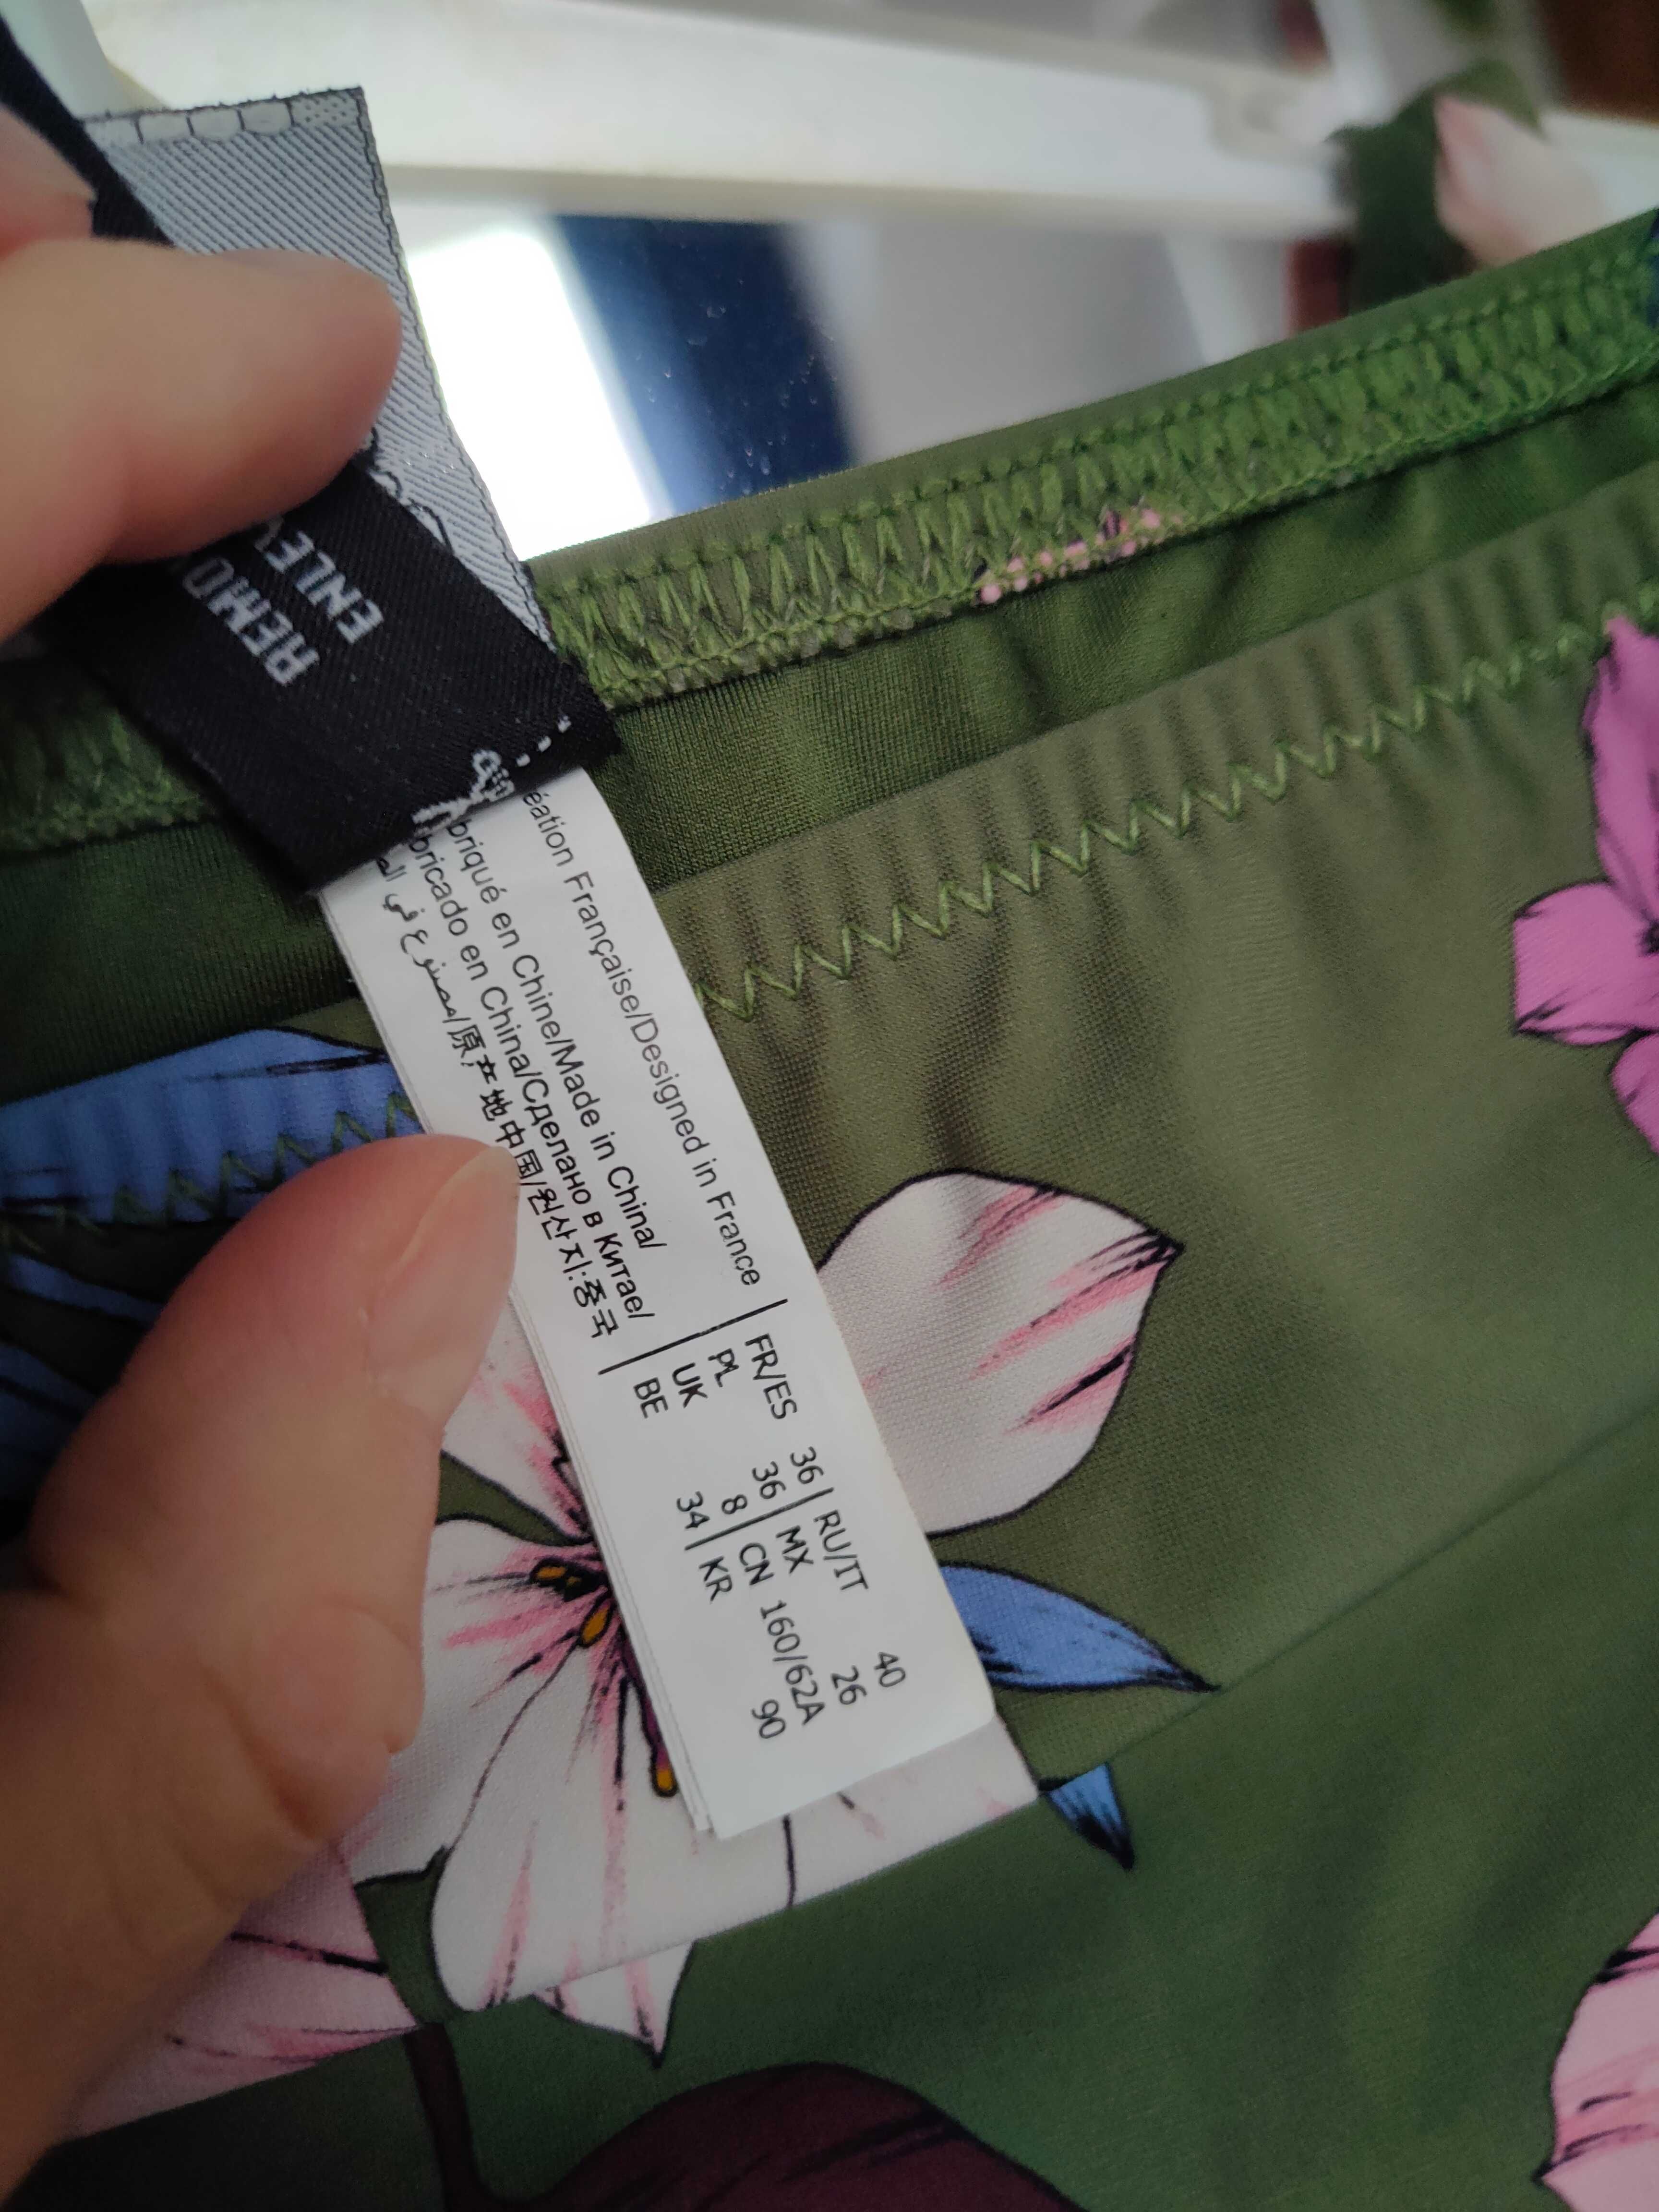 éation Française/Designed in France
briqué en Chine/Made in China/
bricado en China/Сделано в Китае/
مصنوع في/原产地中国/원산지:중국
FR/ES 36 | RU/IT 40
PL 36 | MX 26
UK 8 | CN 160/62A
BE 34 | KR 90